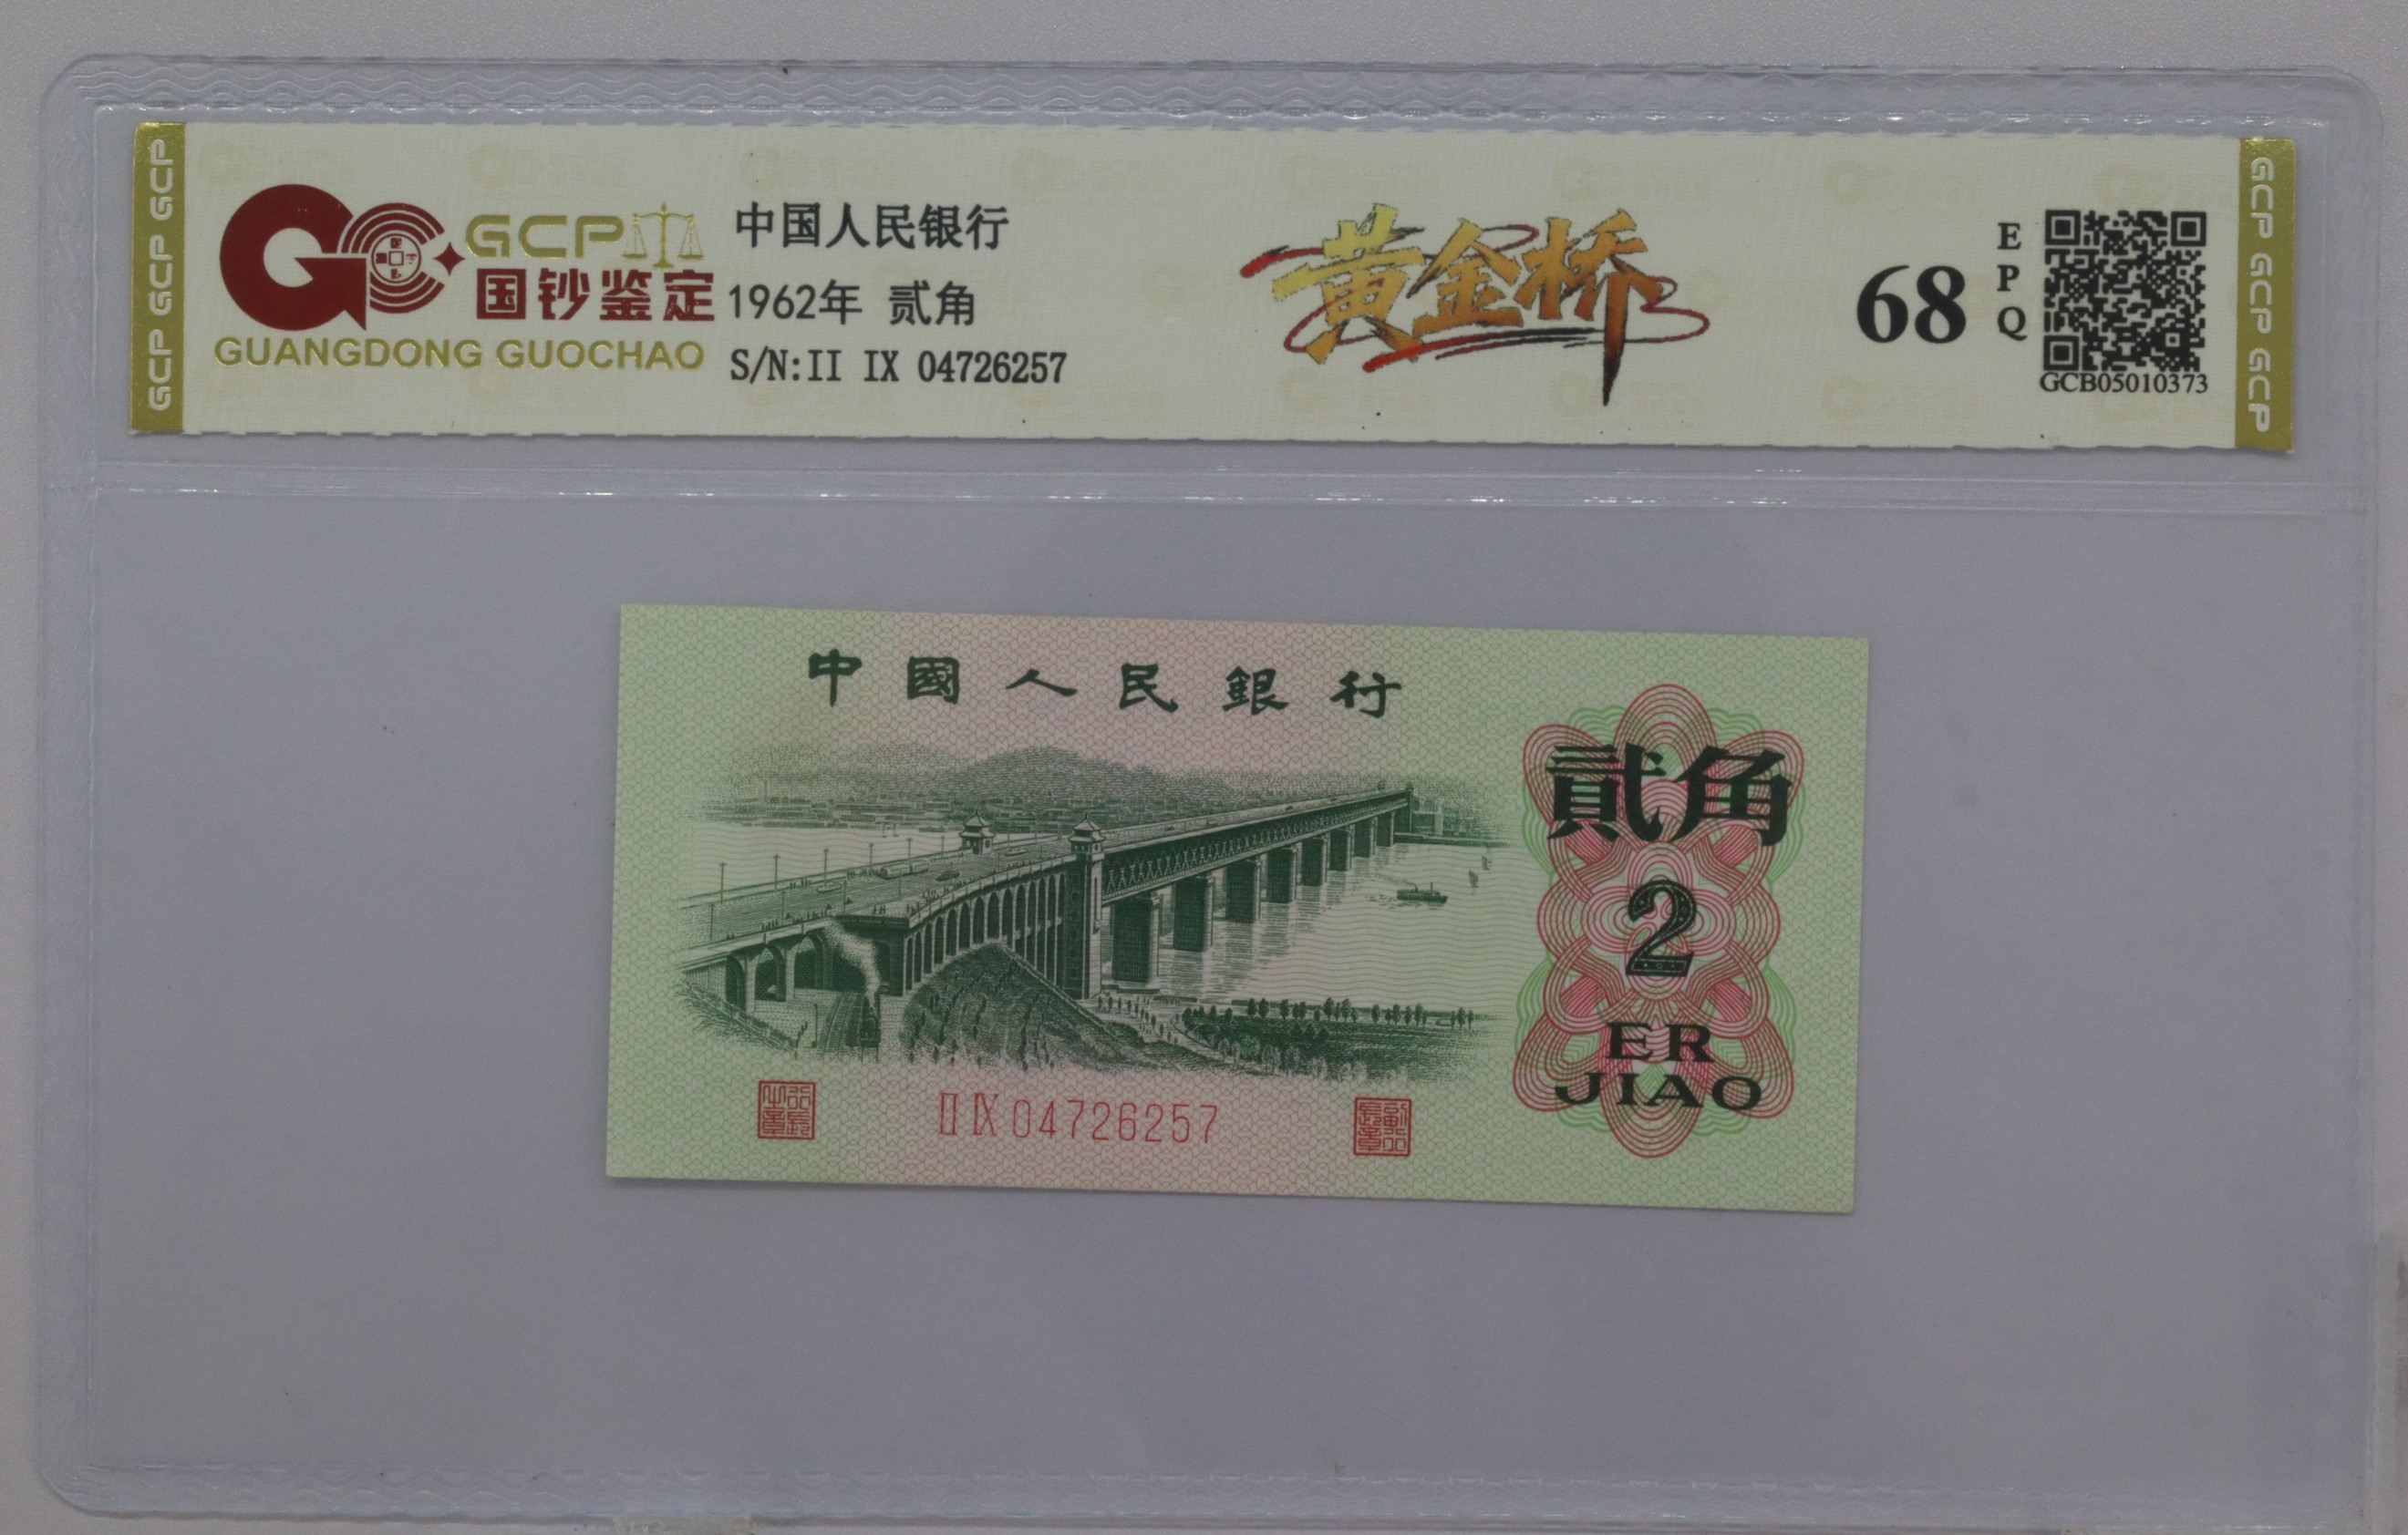 GCP GCP GCP
GCP
国钞鉴定
GUANGDONG GUOCHAO
中国人民银行
1962年 贰角
S/N:II IX 04726257
黄金桥
68
EPQ
GCB05010373
GCP GCP GCP
中國人民銀行
貳角
2
ER
JIAO
II IX 04726257